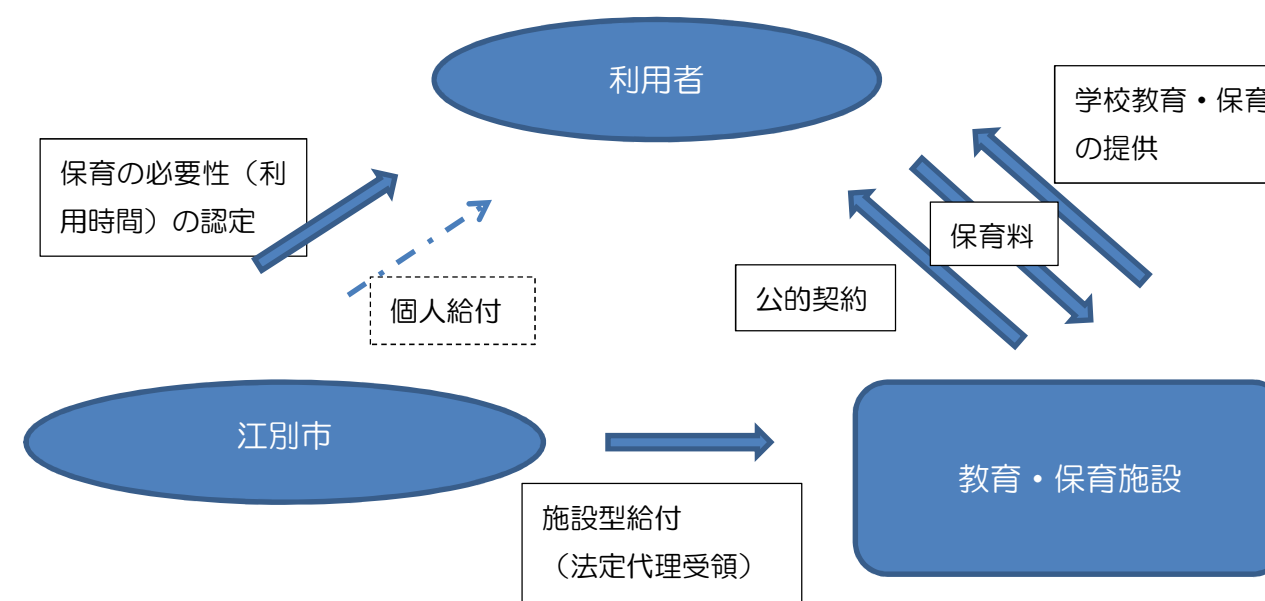 利用者
学校教育・保育
の提供
保育の必要性（利
用時間）の認定
保育料
公的契約
個人給付
江別市
教育・保育施設
施設型給付
（法定代理受領）